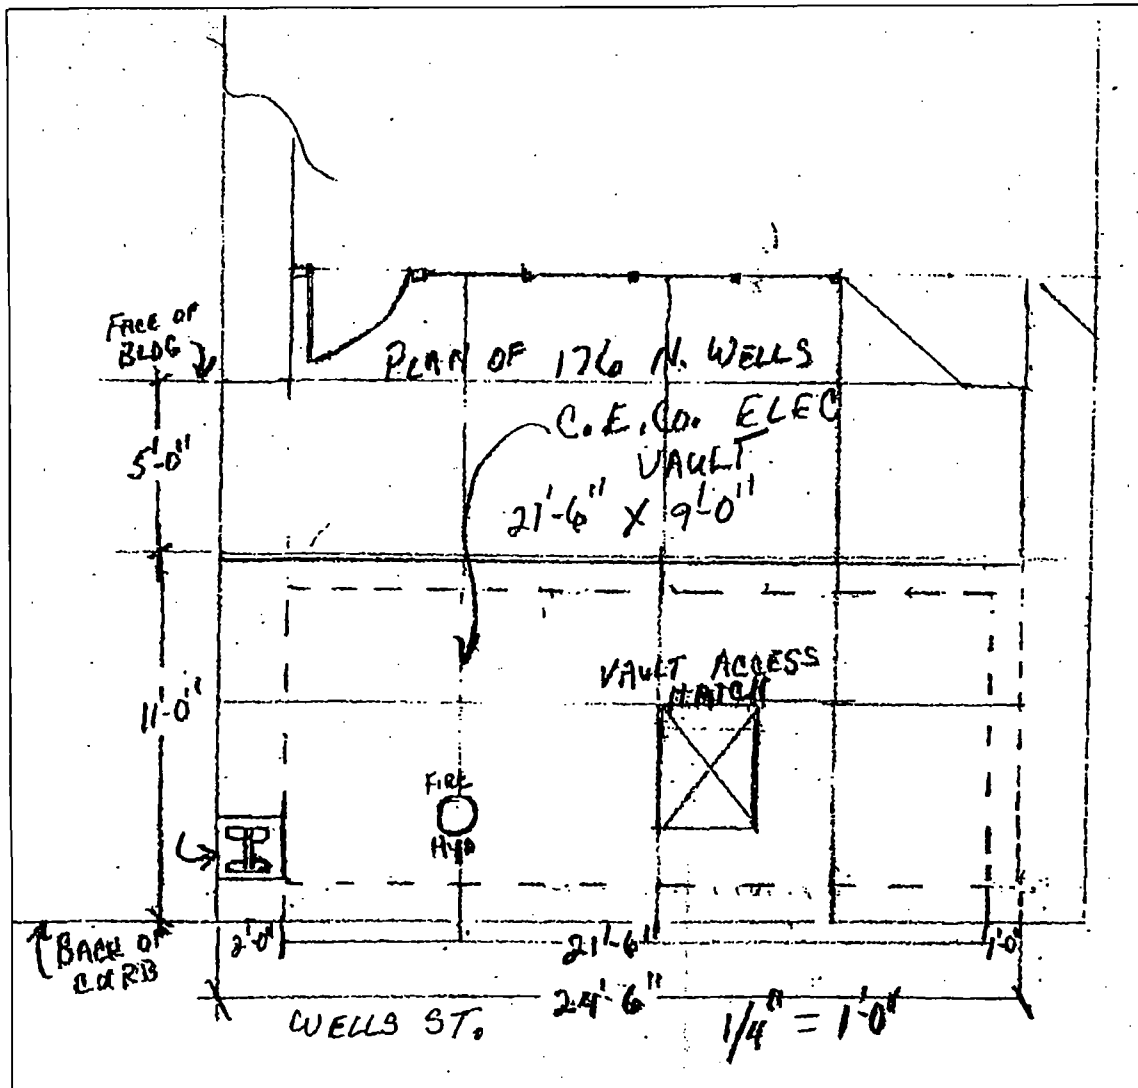 FACE OF
BLDG
PLAN OF 176 N. WELLS
C.E.CO. ELEC
VAULT
21'-6" X 9'-0"
5'-0"
VAULT ACCESS
HATCH
11'-0"
FIRE
HYD
BACK OF
CURB
2'-0"
21'-6"
1'-0"
24'-6"
WELLS ST.
1/4" = 1'-0"